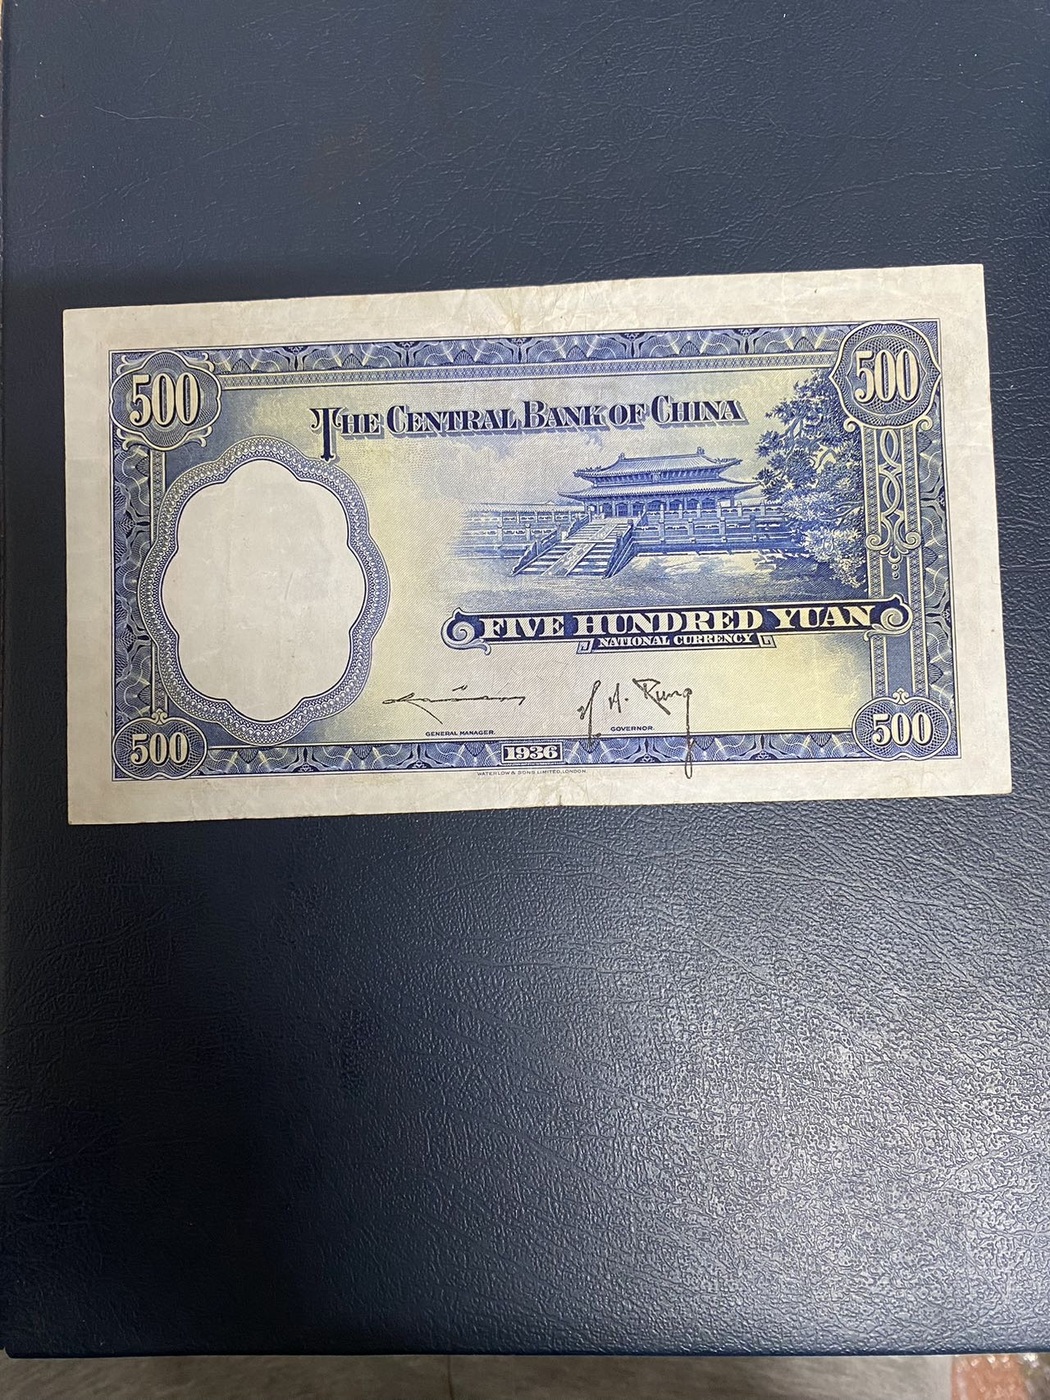 500
500
THE CENTRAL BANK OF CHINA
FIVE HUNDRED YUAN
NATIONAL CURRENCY
H. H. Kung
GENERAL MANAGER.
GOVERNOR.
500
1936
500
WATERLOW & SONS LIMITED, LONDON